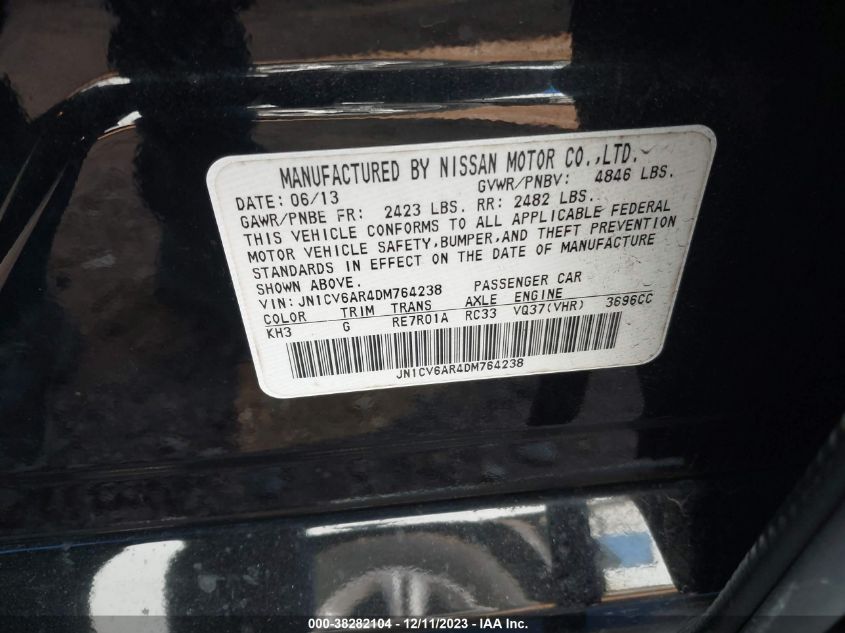 MANUFACTURED BY NISSAN MOTOR CO.,LTD.
DATE: 06/13 GVWR/PNBV: 4846 LBS.
GAWR/PNBE FR: 2423 LBS. RR: 2482 LBS.
THIS VEHICLE CONFORMS TO ALL APPLICABLE FEDERAL
MOTOR VEHICLE SAFETY,BUMPER,AND THEFT PREVENTION
STANDARDS IN EFFECT ON THE DATE OF MANUFACTURE
SHOWN ABOVE.
VIN: JN1CV6AR4DM764238 PASSENGER CAR
COLOR TRIM TRANS AXLE ENGINE
KH3 G RE7R01A RC33 VQ37(VHR) 3696CC
JN1CV6AR4DM764238
000-38282104 - 12/11/2023 - IAA Inc.